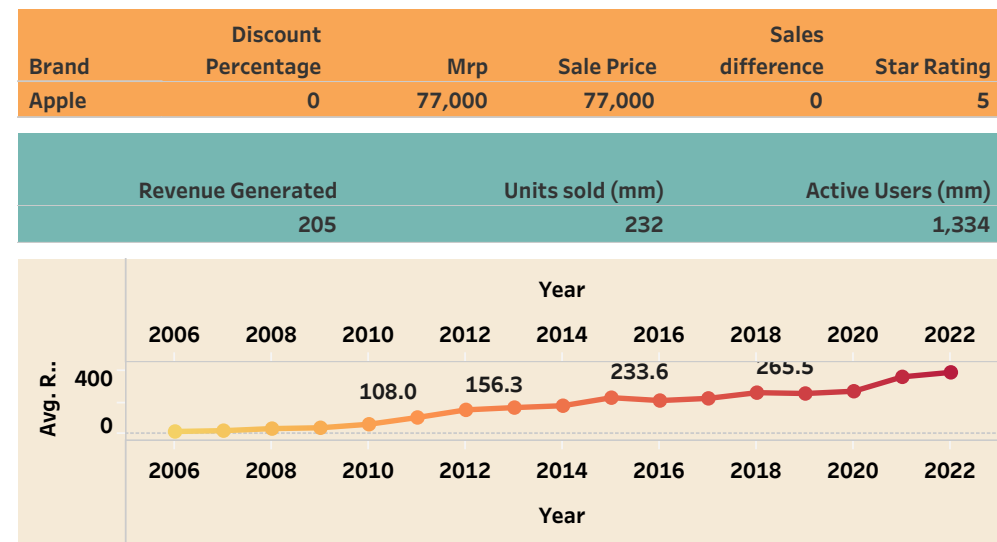 Discount Sales
Brand Percentage Mrp Sale Price difference Star Rating
Apple 0 77,000 77,000 0 5
Revenue Generated Units sold (mm) Active Users (mm)
205 232 1,334
Year
2006 2008 2010 2012 2014 2016 2018 2020 2022
Avg. R..
400
108.0 156.3 233.6 265.5
0
2006 2008 2010 2012 2014 2016 2018 2020 2022
Year